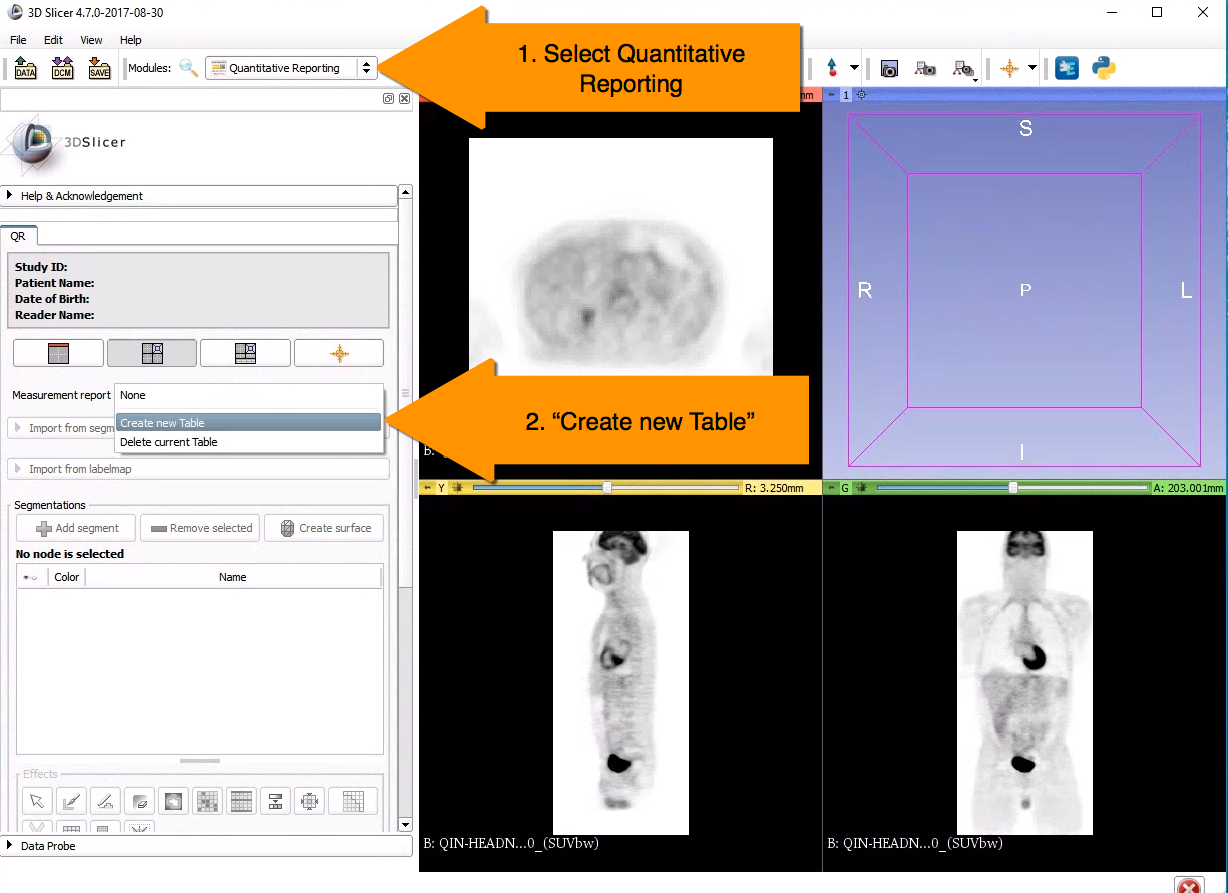 3D Slicer 4.7.0-2017-08-30
File Edit View Help
DATA DCM SAVE Modules: Quantitative Reporting
1. Select Quantitative
Reporting
mm
1
3DSlicer
Help & Acknowledgement
QR
Study ID:
Patient Name:
Date of Birth:
Reader Name:
Measurement report None
Create new Table
Delete current Table
Import from segm
Import from labelmap
2. “Create new Table”
B:
S
R
P
L
I
Y R: 3.250mm
G A: 203.001mm
Segmentations
Add segment Remove selected Create surface
No node is selected
Color Name
Effects
Data Probe
B: QIN-HEADN...0_(SUVbw)
B: QIN-HEADN...0_(SUVbw)